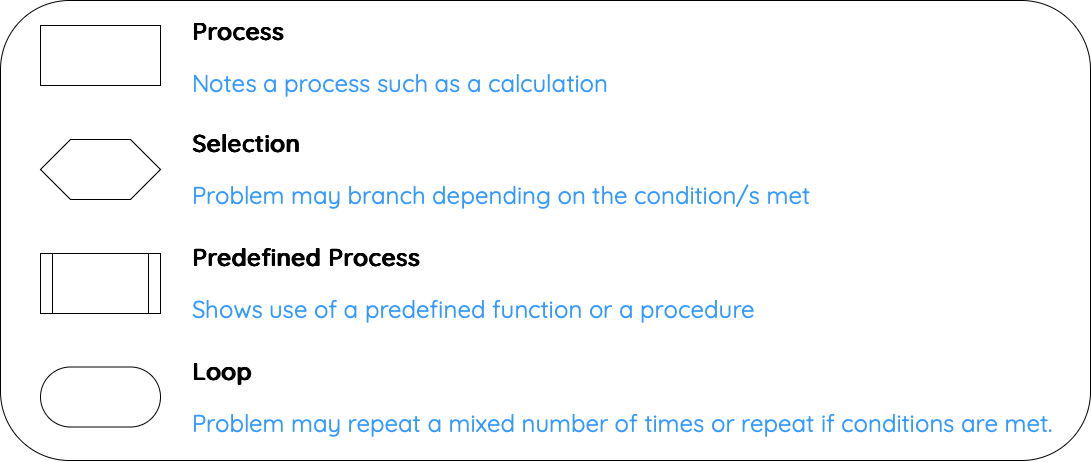 Process
Notes a process such as a calculation
Selection
Problem may branch depending on the condition/s met
Predefined Process
Shows use of a predefined function or a procedure
Loop
Problem may repeat a mixed number of times or repeat if conditions are met.